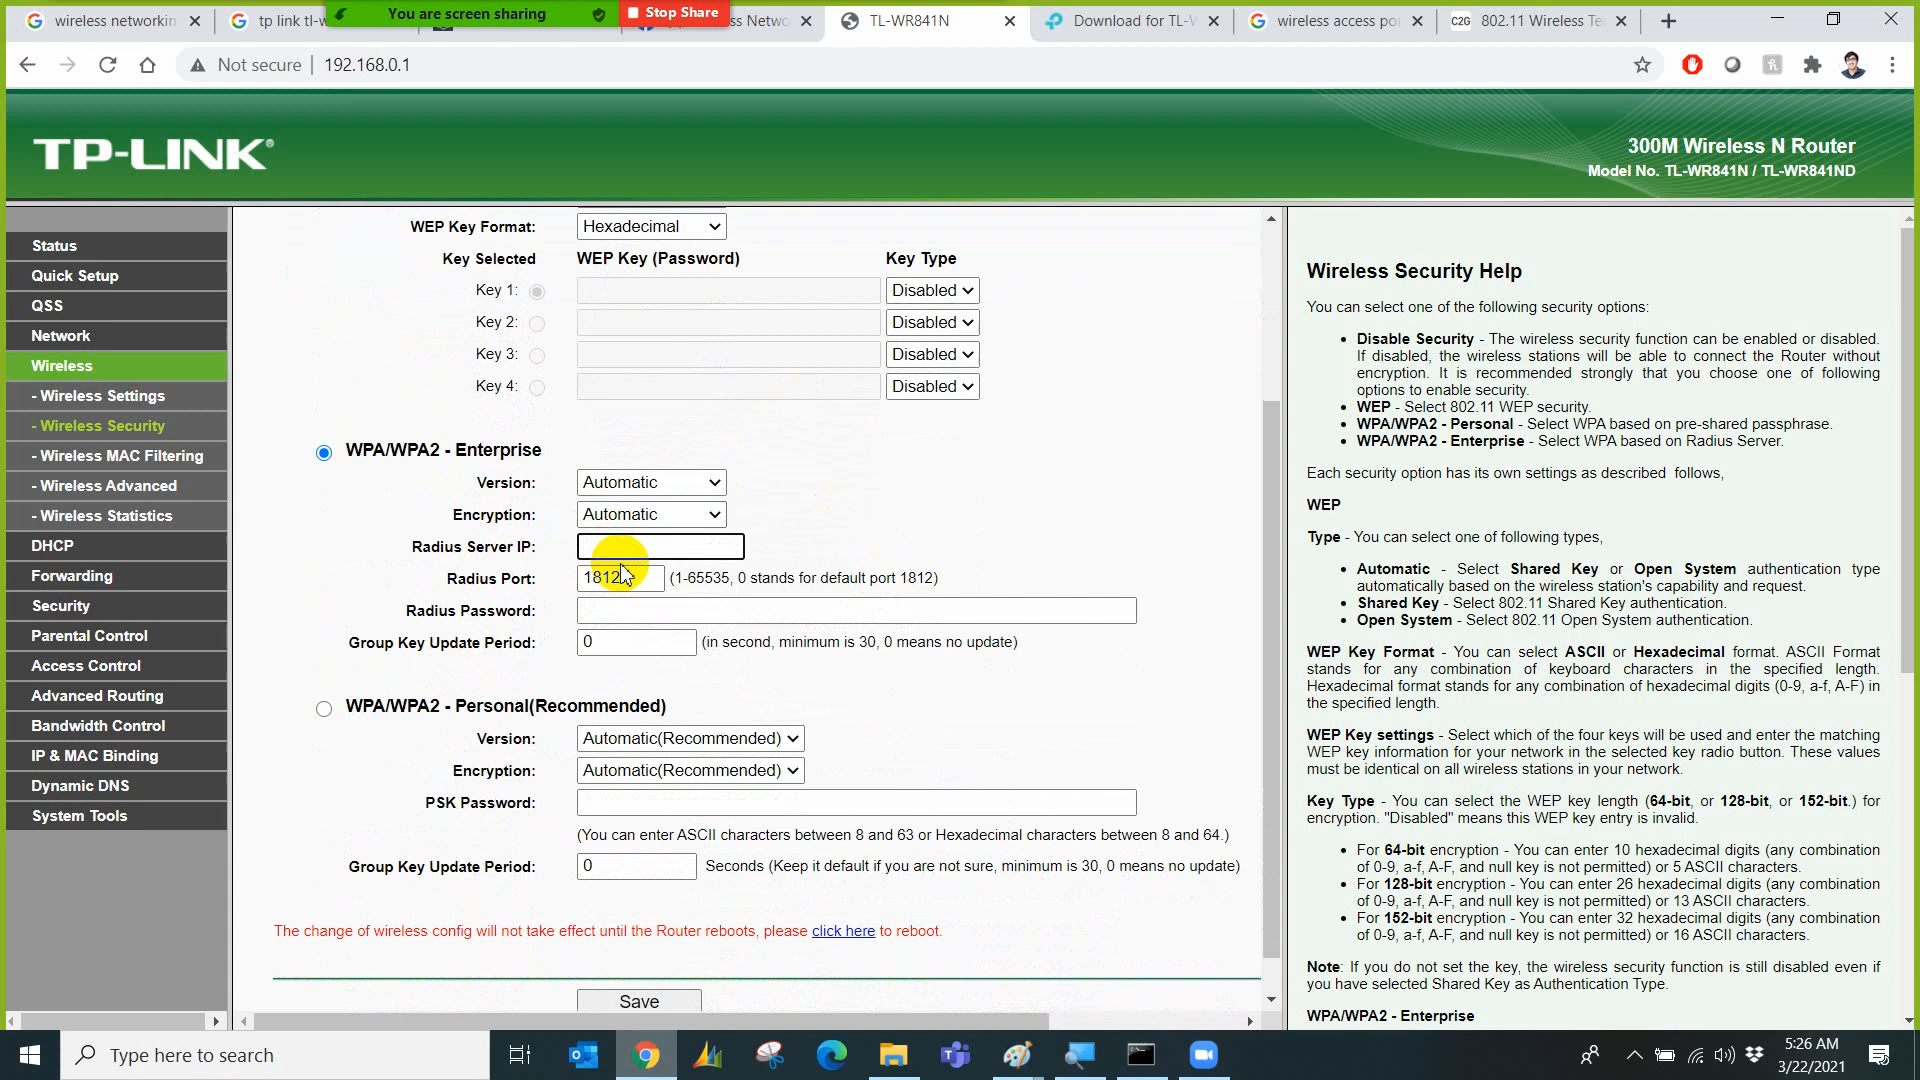 wireless networkin
tp link tl-w
You are screen sharing
Stop Share
ess Netwo
TL-WR841N
Download for TL-W
wireless access po
C2G
802.11 Wireless Te
Not secure
192.168.0.1
TP-LINK®
300M Wireless N Router
Model No. TL-WR841N / TL-WR841ND
Status
Quick Setup
QSS
Network
Wireless
- Wireless Settings
- Wireless Security
- Wireless MAC Filtering
- Wireless Advanced
- Wireless Statistics
DHCP
Forwarding
Security
Parental Control
Access Control
Advanced Routing
Bandwidth Control
IP & MAC Binding
Dynamic DNS
System Tools
WEP Key Format: Hexadecimal
Key Selected WEP Key (Password) Key Type
Key 1: Disabled
Key 2: Disabled
Key 3: Disabled
Key 4: Disabled
WPA/WPA2 - Enterprise
Version: Automatic
Encryption: Automatic
Radius Server IP:
Radius Port: 1812 (1-65535, 0 stands for default port 1812)
Radius Password:
Group Key Update Period: 0 (in second, minimum is 30, 0 means no update)
WPA/WPA2 - Personal(Recommended)
Version: Automatic(Recommended)
Encryption: Automatic(Recommended)
PSK Password:
(You can enter ASCII characters between 8 and 63 or Hexadecimal characters between 8 and 64.)
Group Key Update Period: 0 Seconds (Keep it default if you are not sure, minimum is 30, 0 means no update)
The change of wireless config will not take effect until the Router reboots, please click here to reboot.
Save
Wireless Security Help
You can select one of the following security options:
• Disable Security - The wireless security function can be enabled or disabled.
If disabled, the wireless stations will be able to connect the Router without
encryption. It is recommended strongly that you choose one of following
options to enable security.
• WEP - Select 802.11 WEP security.
• WPA/WPA2 - Personal - Select WPA based on pre-shared passphrase.
• WPA/WPA2 - Enterprise - Select WPA based on Radius Server.
Each security option has its own settings as described follows,
WEP
Type - You can select one of following types,
• Automatic - Select Shared Key or Open System authentication type
automatically based on the wireless station's capability and request.
• Shared Key - Select 802.11 Shared Key authentication.
• Open System - Select 802.11 Open System authentication.
WEP Key Format - You can select ASCII or Hexadecimal format. ASCII Format
stands for any combination of keyboard characters in the specified length.
Hexadecimal format stands for any combination of hexadecimal digits (0-9, a-f, A-F) in
the specified length.
WEP Key settings - Select which of the four keys will be used and enter the matching
WEP key information for your network in the selected key radio button. These values
must be identical on all wireless stations in your network.
Key Type - You can select the WEP key length (64-bit, or 128-bit, or 152-bit.) for
encryption. "Disabled" means this WEP key entry is invalid.
• For 64-bit encryption - You can enter 10 hexadecimal digits (any combination
of 0-9, a-f, A-F, and null key is not permitted) or 5 ASCII characters.
• For 128-bit encryption - You can enter 26 hexadecimal digits (any combination
of 0-9, a-f, A-F, and null key is not permitted) or 13 ASCII characters.
• For 152-bit encryption - You can enter 32 hexadecimal digits (any combination
of 0-9, a-f, A-F, and null key is not permitted) or 16 ASCII characters.
Note: If you do not set the key, the wireless security function is still disabled even if
you have selected Shared Key as Authentication Type.
WPA/WPA2 - Enterprise
Type here to search
5:26 AM
3/22/2021